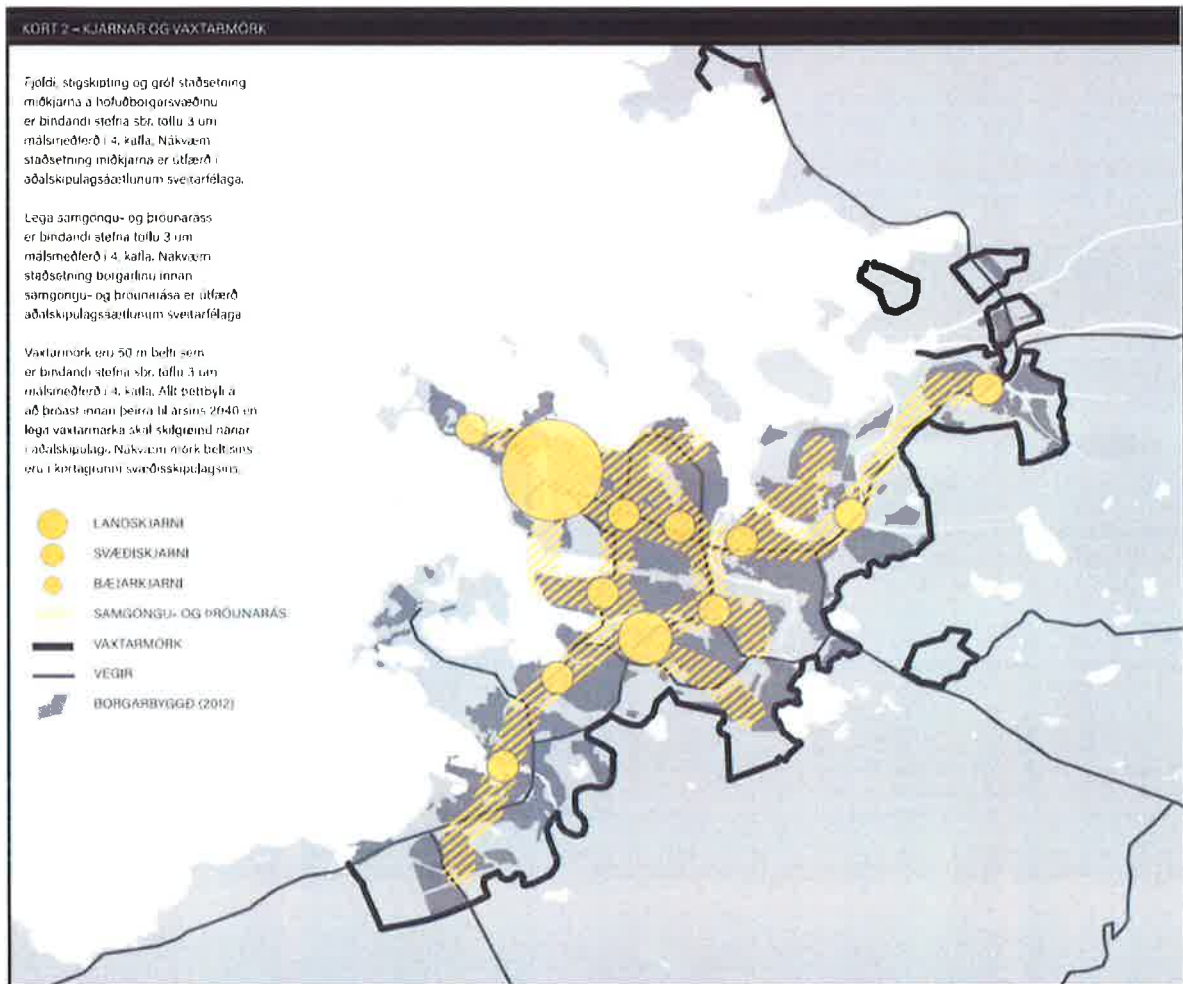 KORT 2 – KJARNAR OG VAXTARMÖRK
Fjöldi, stigskipting og gróf staðsetning
miðkjarna á höfuðborgarsvæðinu
er bindandi stefna sbr. töflu 3 um
málsmeðferð í 4. kafla. Nákvæm
staðsetning miðkjarna er útfærð í
aðalskipulagsáætlunum sveitarfélaga.
Lega samgöngu- og þróunaráss
er bindandi stefna töflu 3 um
málsmeðferð í 4. kafla. Nákvæm
staðsetning borgarlínu innan
samgöngu- og þróunarása er útfærð
aðalskipulagsáætlunum sveitarfélaga
Vaxtarmörk eru 50 m belti sem
er bindandi stefna sbr. töflu 3 um
málsmeðferð í 4. kafla. Allt þéttbýli á
að þróast innan þeirra til ársins 2040 en
lega vaxtarmarka skal skilgreind nánar
í aðalskipulagi. Nákvæm mörk beltisins
eru í kortagrunni svæðisskipulagsins.
LANDSKJARNI
SVÆÐISKJARNI
BÆJARKJARNI
SAMGÖNGU- OG ÞRÓUNARÁS
VAXTARMÖRK
VEGIR
BORGARBYGGÐ (2012)